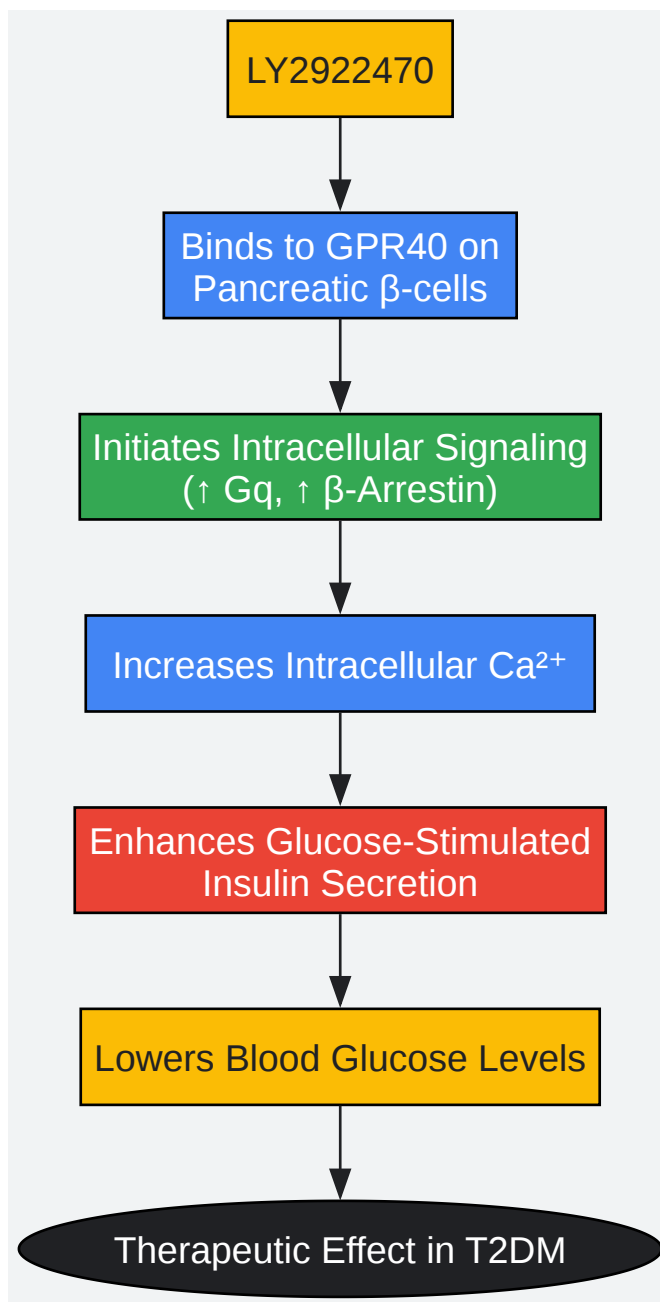 LY2922470
Binds to GPR40 on
Pancreatic β-cells
Initiates Intracellular Signaling
(↑ Gq, ↑ β-Arrestin)
Increases Intracellular Ca²⁺
Enhances Glucose-Stimulated
Insulin Secretion
Lowers Blood Glucose Levels
Therapeutic Effect in T2DM